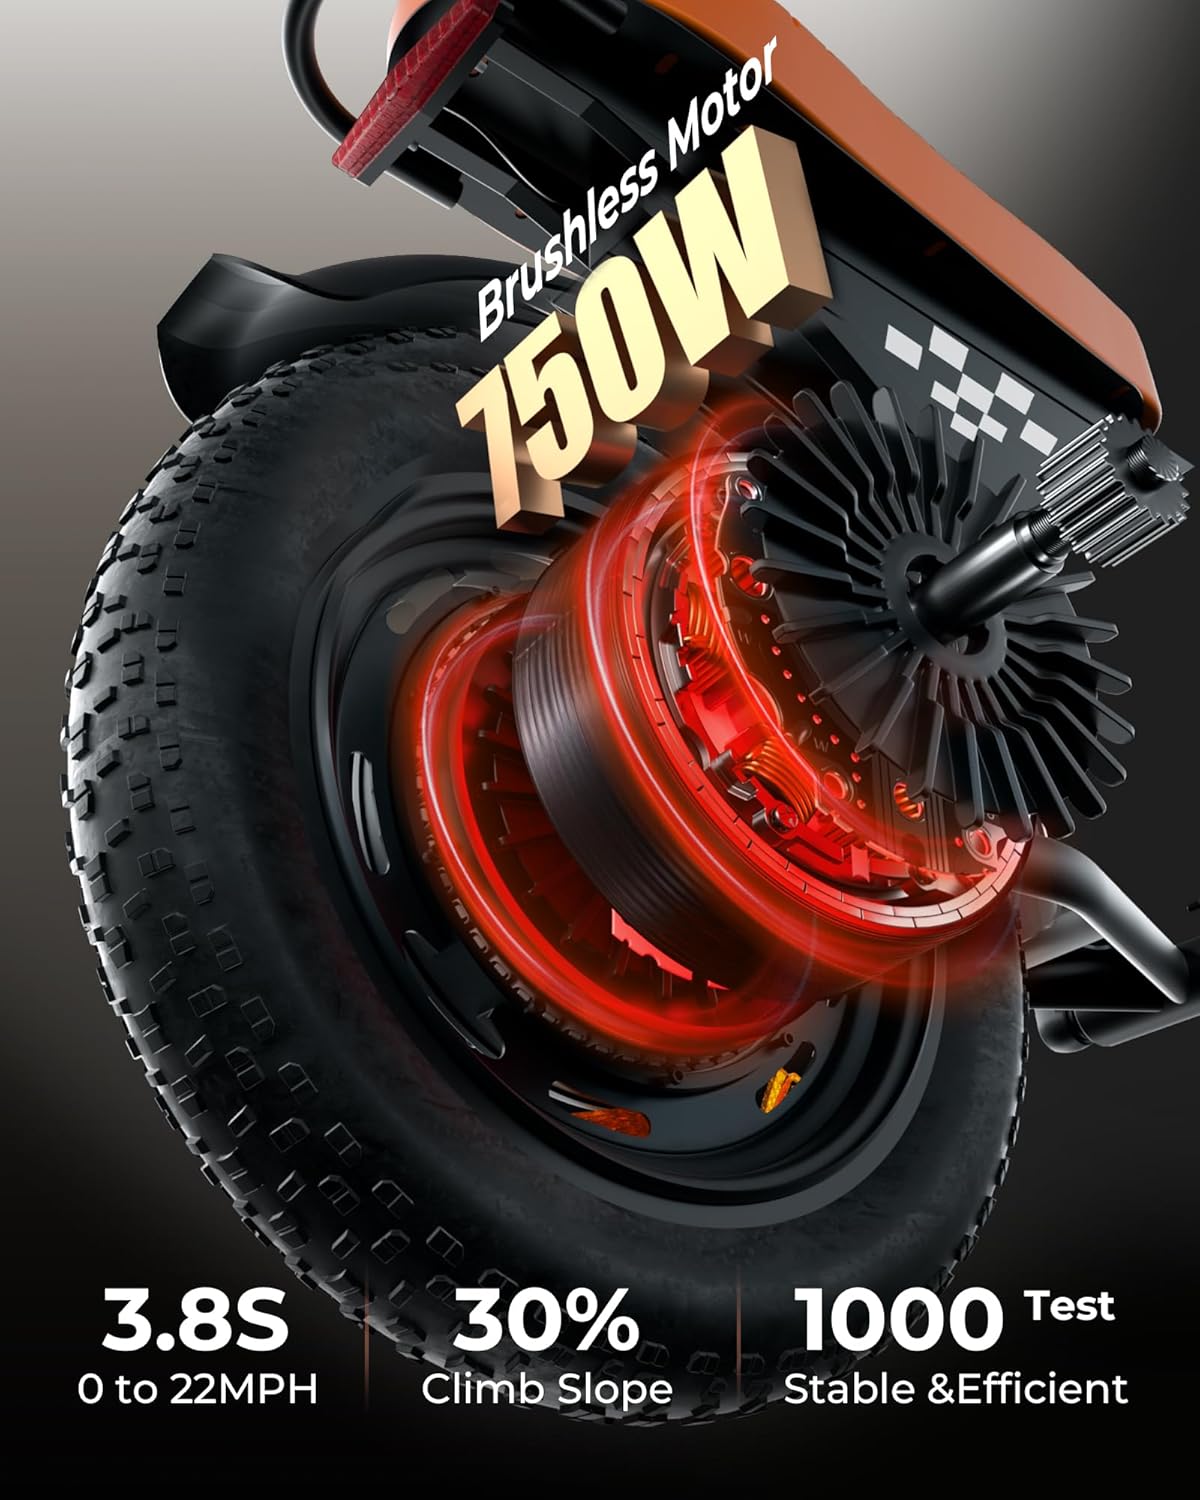 Brushless Motor
750W
3.8S
0 to 22MPH
30%
Climb Slope
1000 Test
Stable &Efficient